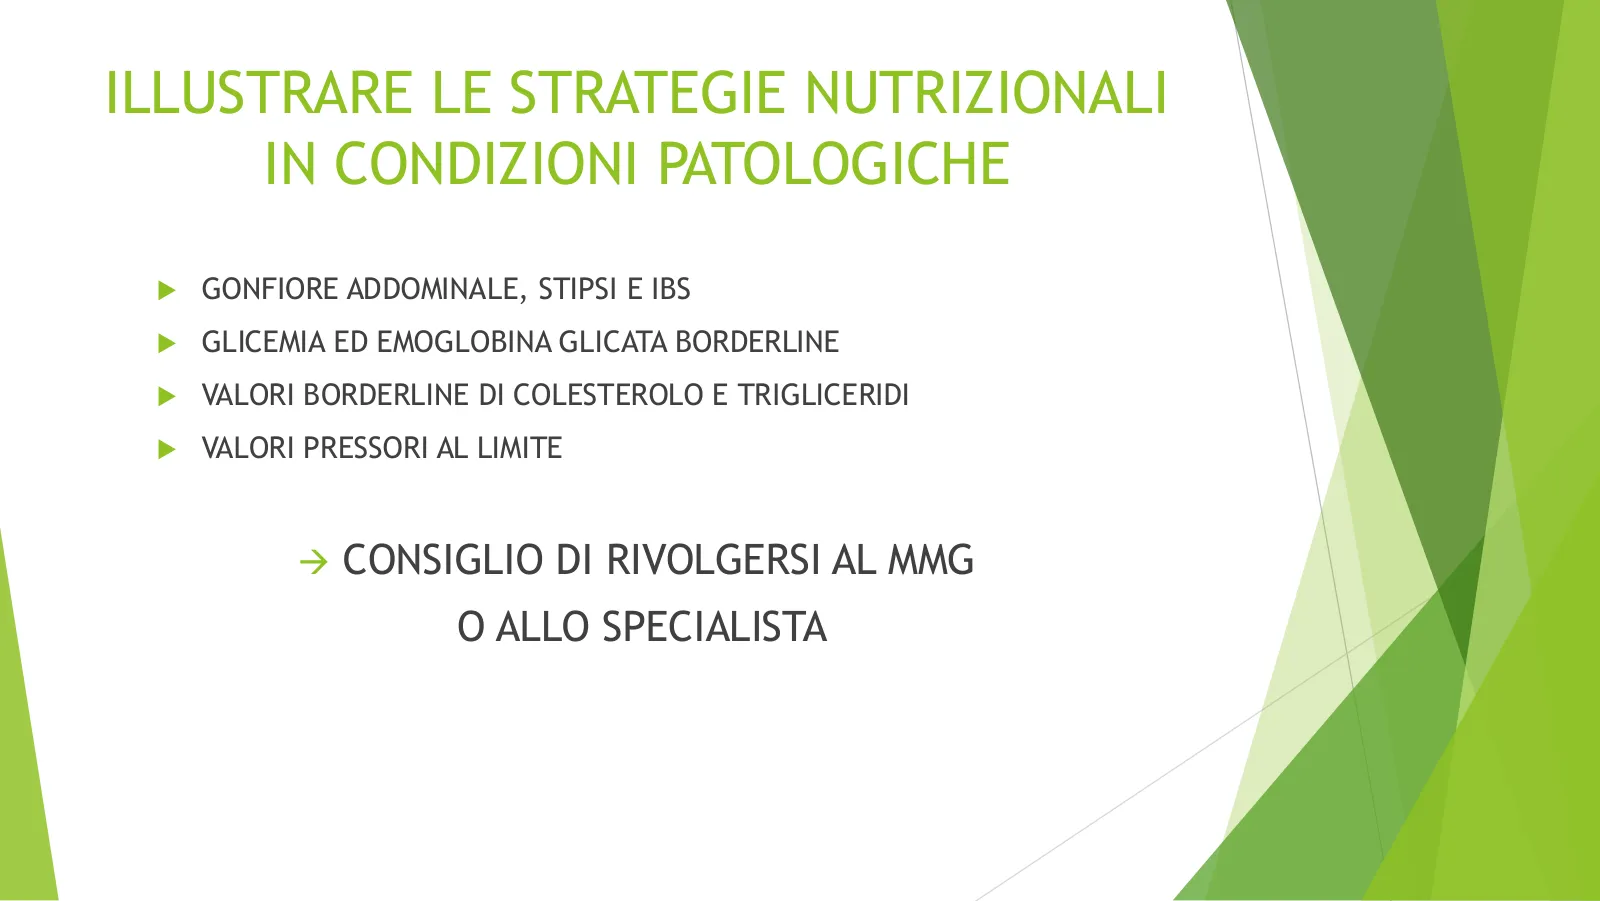 ILLUSTRARE LE STRATEGIE NUTRIZIONALI
IN CONDIZIONI PATOLOGICHE
GONFIORE ADDOMINALE, STIPSI E IBS
GLICEMIA ED EMOGLOBINA GLICATA BORDERLINE
VALORI BORDERLINE DI COLESTEROLO E TRIGLICERIDI
VALORI PRESSORI AL LIMITE
→ CONSIGLIO DI RIVOLGERSI AL MMG
O ALLO SPECIALISTA